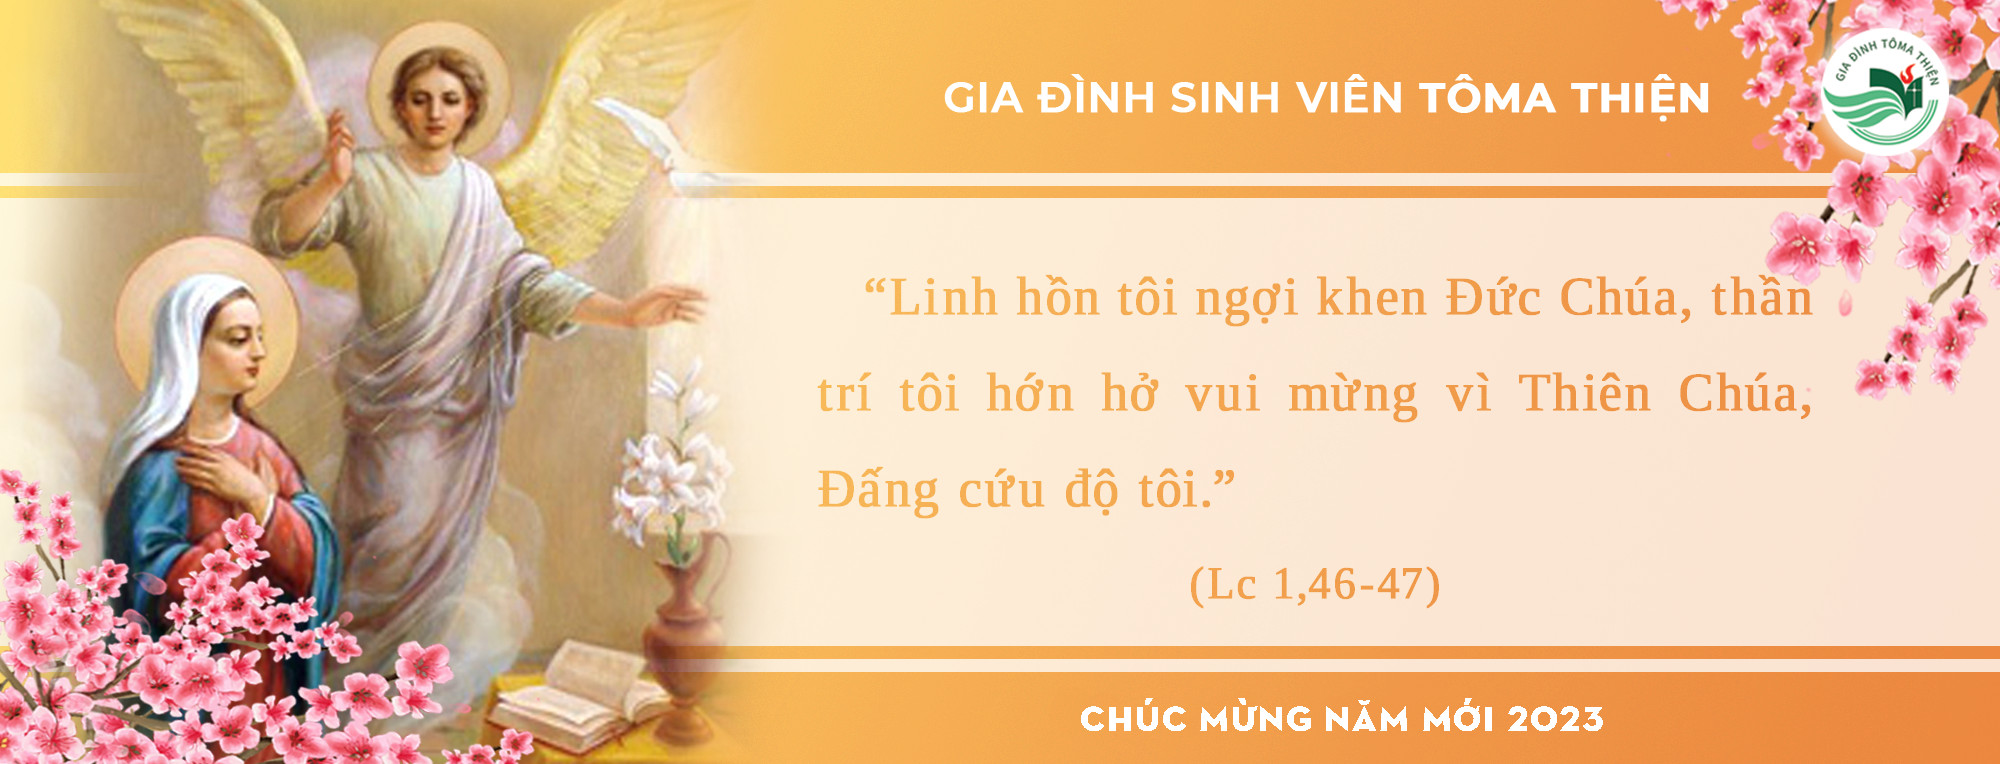 GIA ĐÌNH SINH VIÊN TÔMA THIỆN
GIA ĐÌNH TÔMA THIỆN
“Linh hồn tôi ngợi khen Đức Chúa, thần
trí tôi hớn hở vui mừng vì Thiên Chúa,
Đấng cứu độ tôi.”
(Lc 1,46-47)
CHÚC MỪNG NĂM MỚI 2023